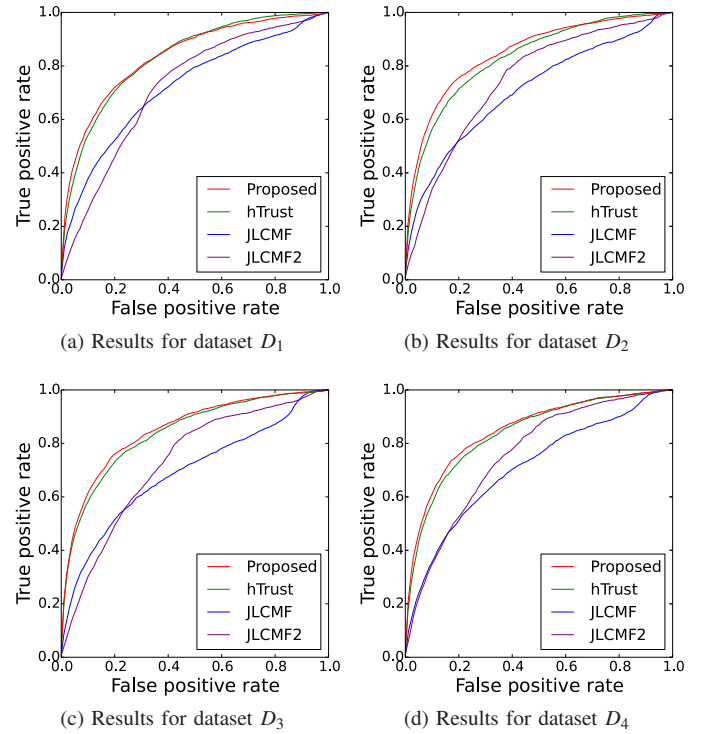 1.0
0.8
0.6
0.4
0.2
0.0
True positive rate
Proposed
hTrust
JLCMF
JLCMF2
0.0 0.2 0.4 0.6 0.8 1.0
False positive rate
(a) Results for dataset D1
1.0
0.8
0.6
0.4
0.2
0.0
True positive rate
Proposed
hTrust
JLCMF
JLCMF2
0.0 0.2 0.4 0.6 0.8 1.0
False positive rate
(b) Results for dataset D2
1.0
0.8
0.6
0.4
0.2
0.0
True positive rate
Proposed
hTrust
JLCMF
JLCMF2
0.0 0.2 0.4 0.6 0.8 1.0
False positive rate
(c) Results for dataset D3
1.0
0.8
0.6
0.4
0.2
0.0
True positive rate
Proposed
hTrust
JLCMF
JLCMF2
0.0 0.2 0.4 0.6 0.8 1.0
False positive rate
(d) Results for dataset D4